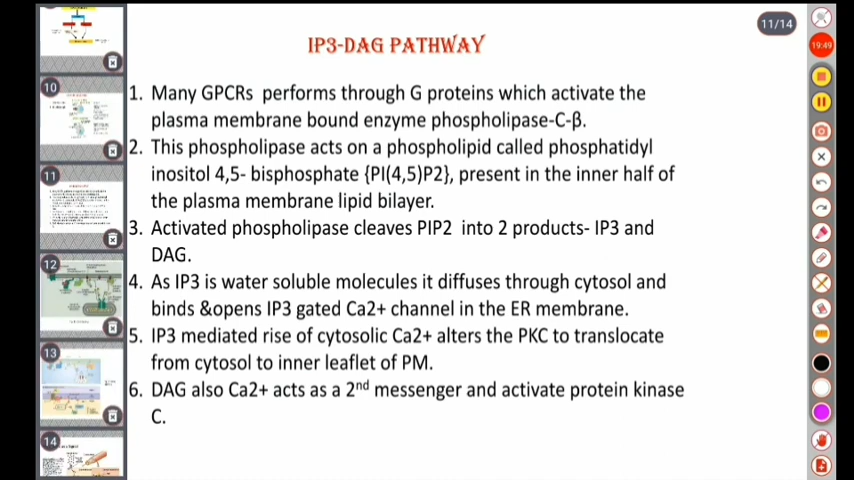 IP3-DAG PATHWAY
11/14
19:49
1. Many GPCRs performs through G proteins which activate the
plasma membrane bound enzyme phospholipase-C-β.
2. This phospholipase acts on a phospholipid called phosphatidyl
inositol 4,5- bisphosphate {PI(4,5)P2}, present in the inner half of
the plasma membrane lipid bilayer.
3. Activated phospholipase cleaves PIP2 into 2 products- IP3 and
DAG.
4. As IP3 is water soluble molecules it diffuses through cytosol and
binds &opens IP3 gated Ca2+ channel in the ER membrane.
5. IP3 mediated rise of cytosolic Ca2+ alters the PKC to translocate
from cytosol to inner leaflet of PM.
6. DAG also Ca2+ acts as a 2nd messenger and activate protein kinase
C.
10
11
12
13
14